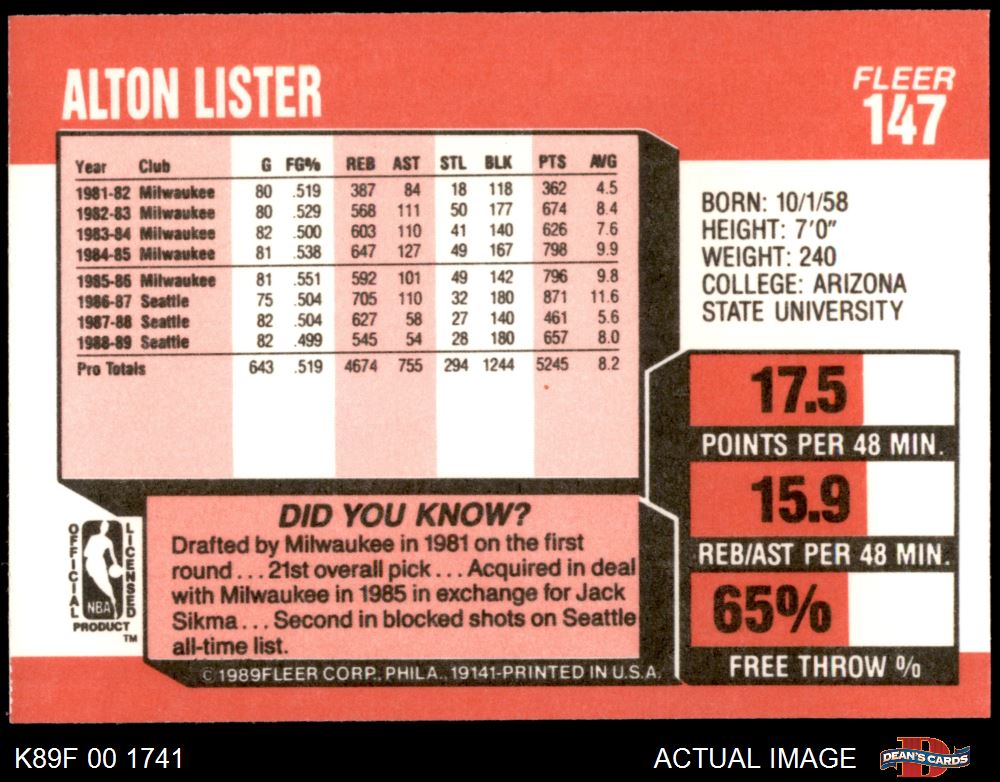 ALTON LISTER
FLEER
147
Year Club G FG% REB AST STL BLK PTS AVG
1981-82 Milwaukee 80 .519 387 84 18 118 362 4.5
1982-83 Milwaukee 80 .529 568 111 50 177 674 8.4
1983-84 Milwaukee 82 .500 603 110 41 140 626 7.6
1984-85 Milwaukee 81 .538 647 127 49 167 798 9.9
1985-86 Milwaukee 81 .551 592 101 49 142 796 9.8
1986-87 Seattle 75 .504 705 110 32 180 871 11.6
1987-88 Seattle 82 .504 627 58 27 140 461 5.6
1988-89 Seattle 82 .499 545 54 28 180 657 8.0
Pro Totals 643 .519 4674 755 294 1244 5245 8.2
BORN: 10/1/58
HEIGHT: 7'0"
WEIGHT: 240
COLLEGE: ARIZONA
STATE UNIVERSITY
17.5
POINTS PER 48 MIN.
15.9
REB/AST PER 48 MIN.
65%
FREE THROW %
OFFICIAL
LICENSED
NBA
PRODUCT
TM
DID YOU KNOW?
Drafted by Milwaukee in 1981 on the first
round... 21st overall pick... Acquired in deal
with Milwaukee in 1985 in exchange for Jack
Sikma... Second in blocked shots on Seattle
all-time list.
© 1989 FLEER CORP., PHILA., 19141-PRINTED IN U.S.A.
K89F 00 1741
ACTUAL IMAGE
D
DEAN'S CARDS